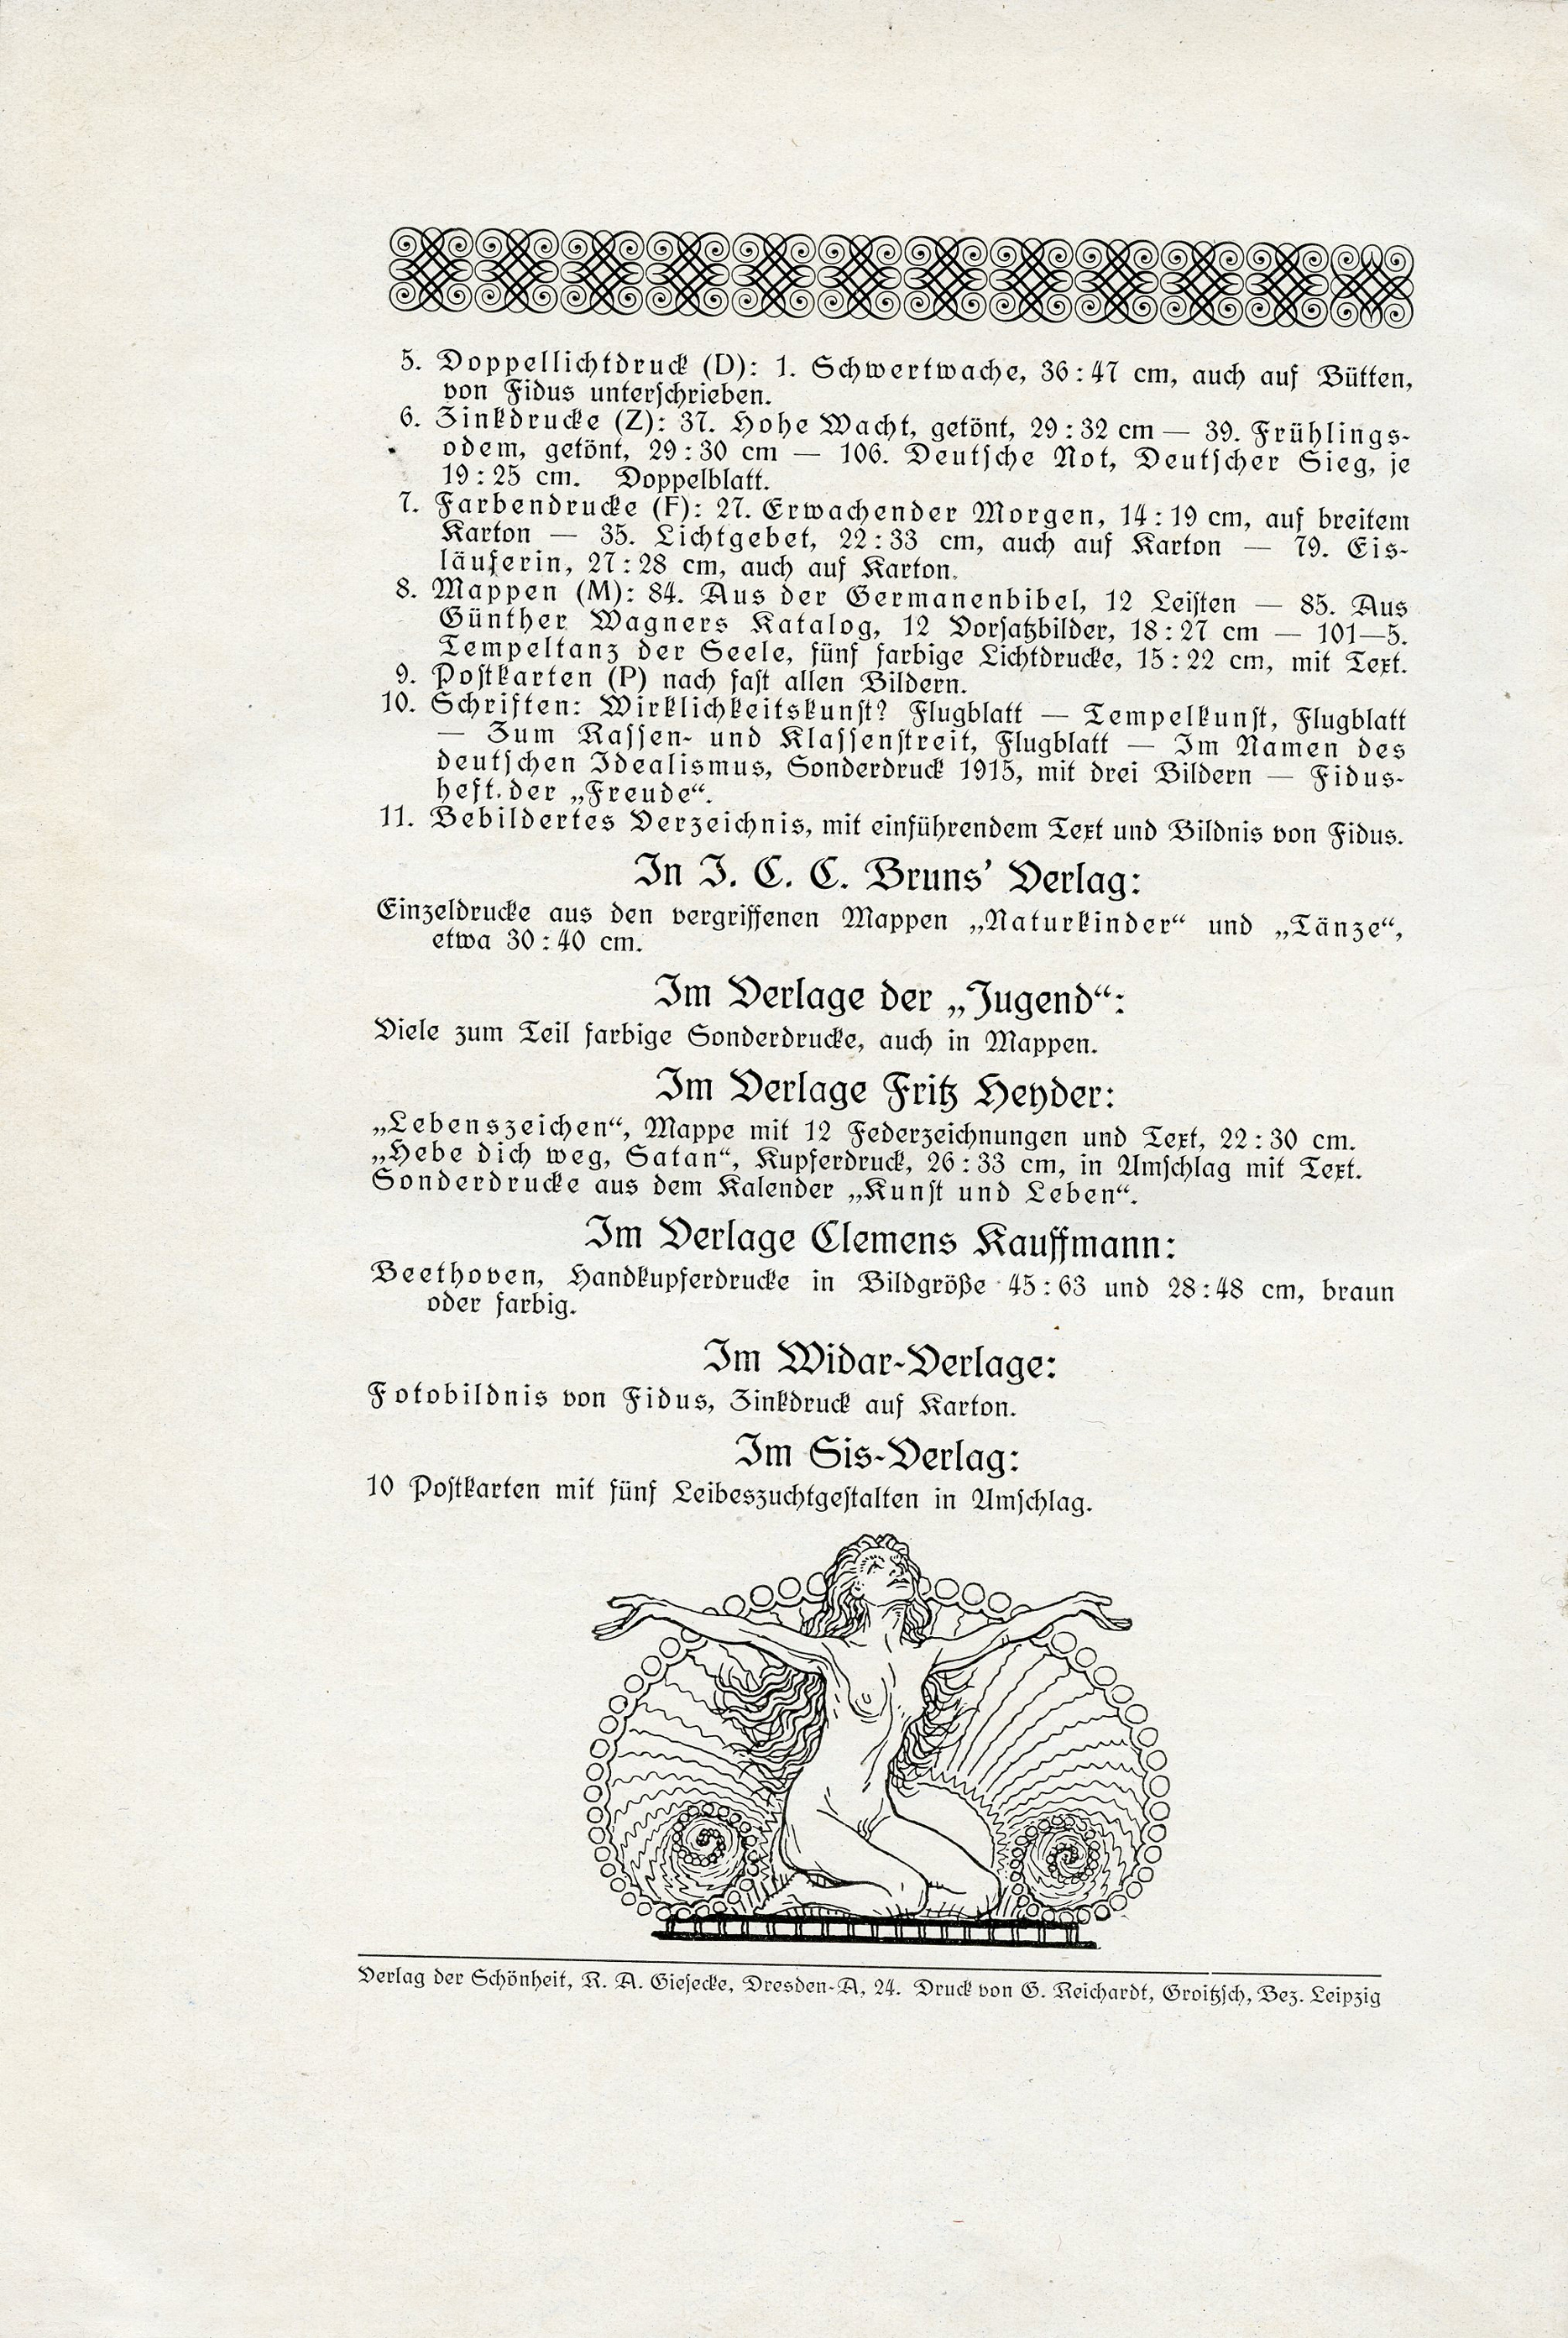 5. Doppellichtdruck (D): 1. Schwertwache, 36:47 cm, auch auf Bütten,
von Fidus unterschrieben.
6. Zinkdrucke (Z): 37. Hohe Wacht, getönt, 29:32 cm — 39. Frühlings-
odem, getönt, 29:30 cm — 106. Deutsche Not, Deutscher Sieg, je
19:25 cm. Doppelblatt.
7. Farbendrucke (F): 27. Erwachender Morgen, 14:19 cm, auf breitem
Karton — 35. Lichtgebet, 22:33 cm, auch auf Karton — 79. Eis-
läuferin, 27:28 cm, auch auf Karton.
8. Mappen (M): 84. Aus der Germanenbibel, 12 Leisten — 85. Aus
Günther Wagners Katalog, 12 Vorsatzbilder, 18:27 cm — 101—5.
Tempeltanz der Seele, fünf farbige Lichtdrucke, 15:22 cm, mit Text.
9. Postkarten (P) nach fast allen Bildern.
10. Schriften: Wirklichkeitskunst? Flugblatt — Tempelkunst, Flugblatt
— Zum Rassen- und Klassenstreit, Flugblatt — Im Namen des
deutschen Idealismus, Sonderdruck 1915, mit drei Bildern — Fidus-
heft der „Freude“.
11. Bebildertes Verzeichnis, mit einführendem Text und Bildnis von Fidus.
In J. C. C. Bruns’ Verlag:
Einzeldrucke aus den vergriffenen Mappen „Naturkinder“ und „Tänze“,
etwa 30:40 cm.
Im Verlage der „Jugend“:
Viele zum Teil farbige Sonderdrucke, auch in Mappen.
Im Verlage Fritz Heyder:
„Lebenszeichen“, Mappe mit 12 Federzeichnungen und Text, 22:30 cm.
„Hebe dich weg, Satan“, Kupferdruck, 26:33 cm, in Umschlag mit Text.
Sonderdrucke aus dem Kalender „Kunst und Leben“.
Im Verlage Clemens Kauffmann:
Beethoven, Handkupferdrucke in Bildgröße 45:63 und 28:48 cm, braun
oder farbig.
Im Widar-Verlage:
Fotobildnis von Fidus, Zinkdruck auf Karton.
Im Sis-Verlag:
10 Postkarten mit fünf Leibeszuchtgestalten in Umschlag.
Verlag der Schönheit, R. A. Giesecke, Dresden-A, 24. Druck von G. Reichardt, Groitzsch, Bez. Leipzig